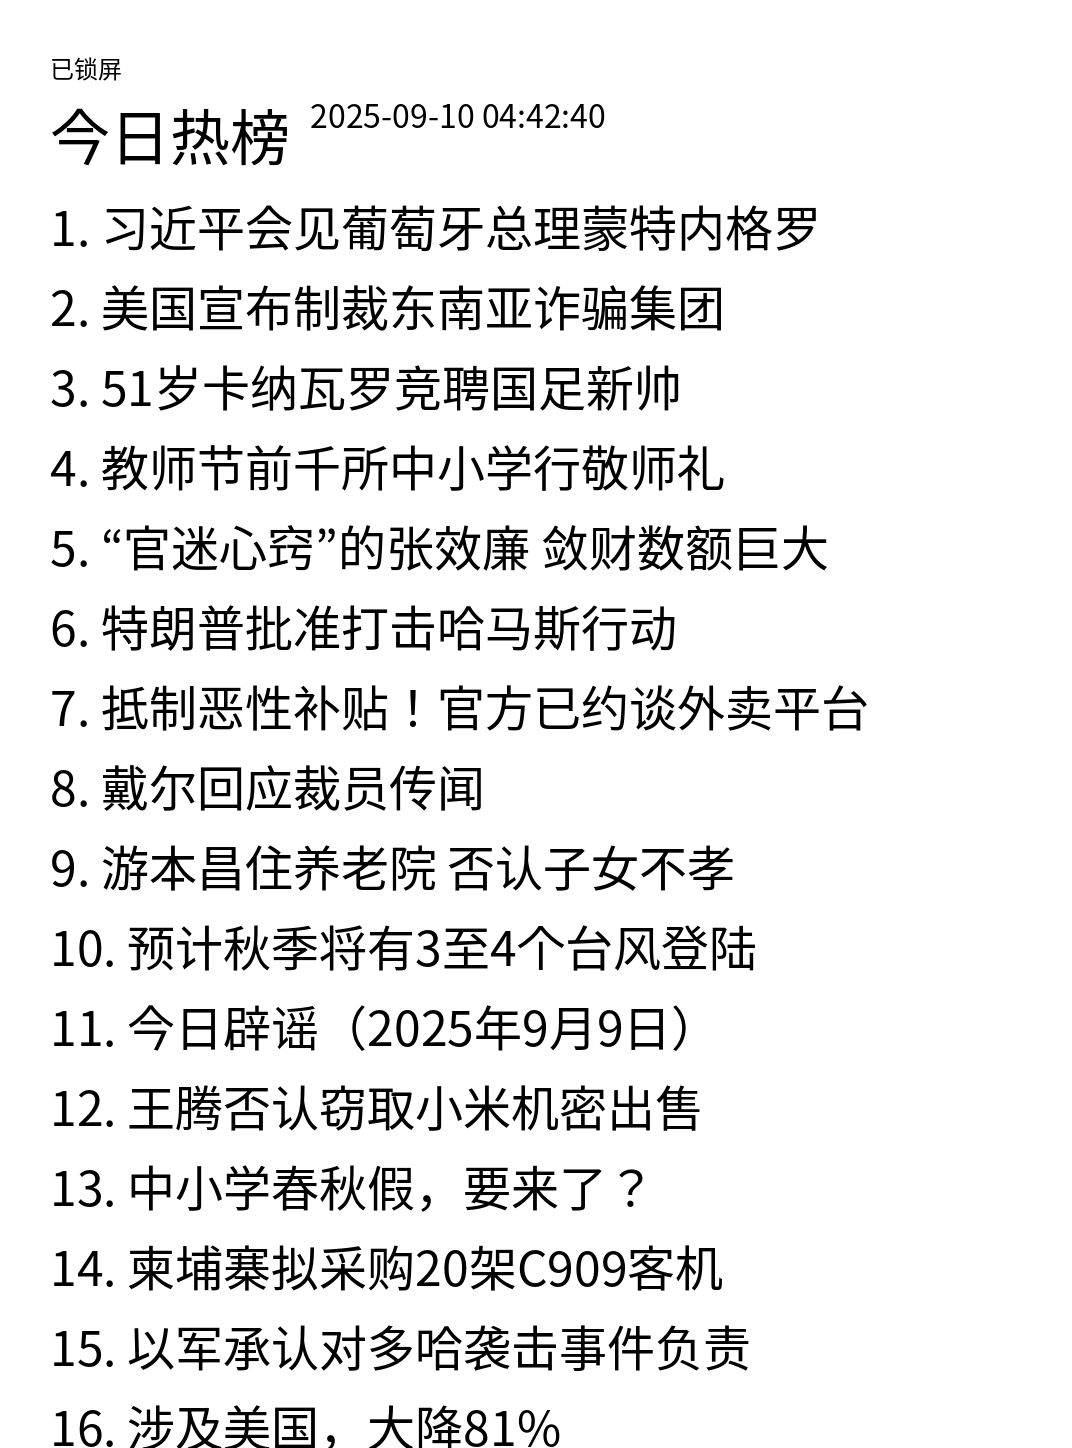 已锁屏
今日热榜 2025-09-10 04:42:40
1. 习近平会见葡萄牙总理蒙特内格罗
2. 美国宣布制裁东南亚诈骗集团
3. 51岁卡纳瓦罗竞聘国足新帅
4. 教师节前千所中小学行敬师礼
5. “官迷心窍”的张效廉 敛财数额巨大
6. 特朗普批准打击哈马斯行动
7. 抵制恶性补贴！官方已约谈外卖平台
8. 戴尔回应裁员传闻
9. 游本昌住养老院 否认子女不孝
10. 预计秋季将有3至4个台风登陆
11. 今日辟谣（2025年9月9日）
12. 王腾否认窃取小米机密出售
13. 中小学春秋假，要来了？
14. 柬埔寨拟采购20架C909客机
15. 以军承认对多哈袭击事件负责
16. 涉及美国，大降81%